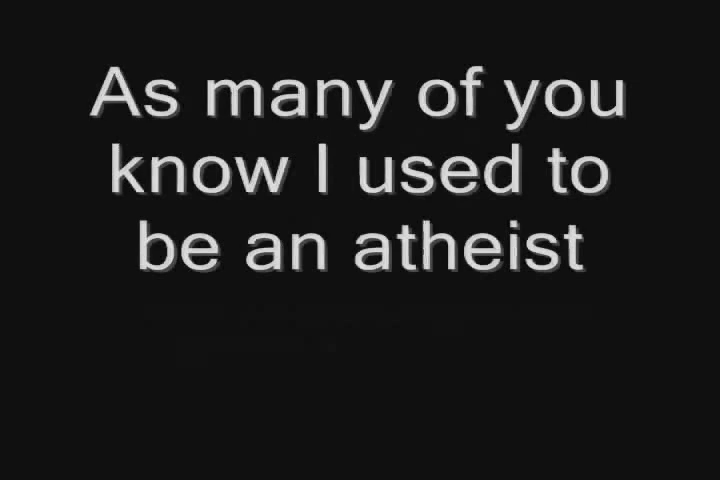 As many of you
know I used to
be an atheist